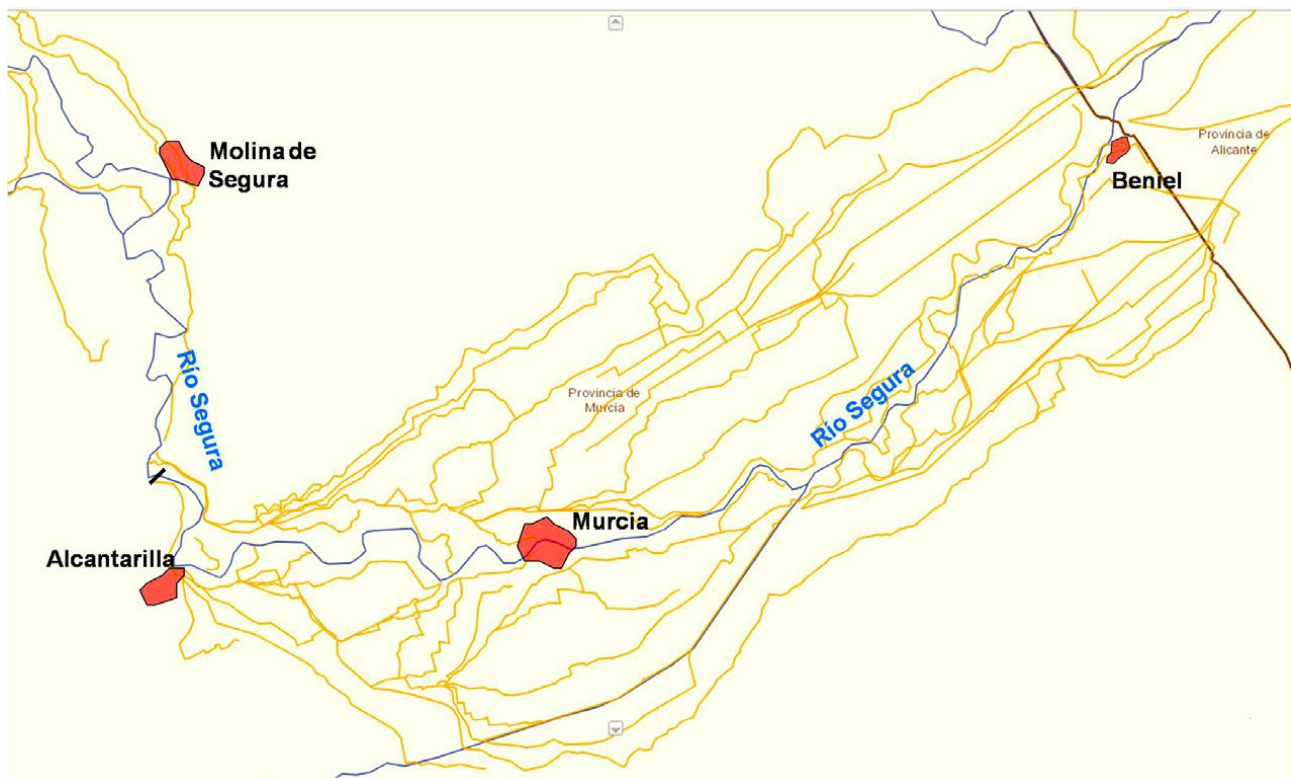 Molina de
Segura
Provincia de
Alicante
Beniel
Río Segura
Provincia de
Murcia
Río Segura
Murcia
Alcantarilla